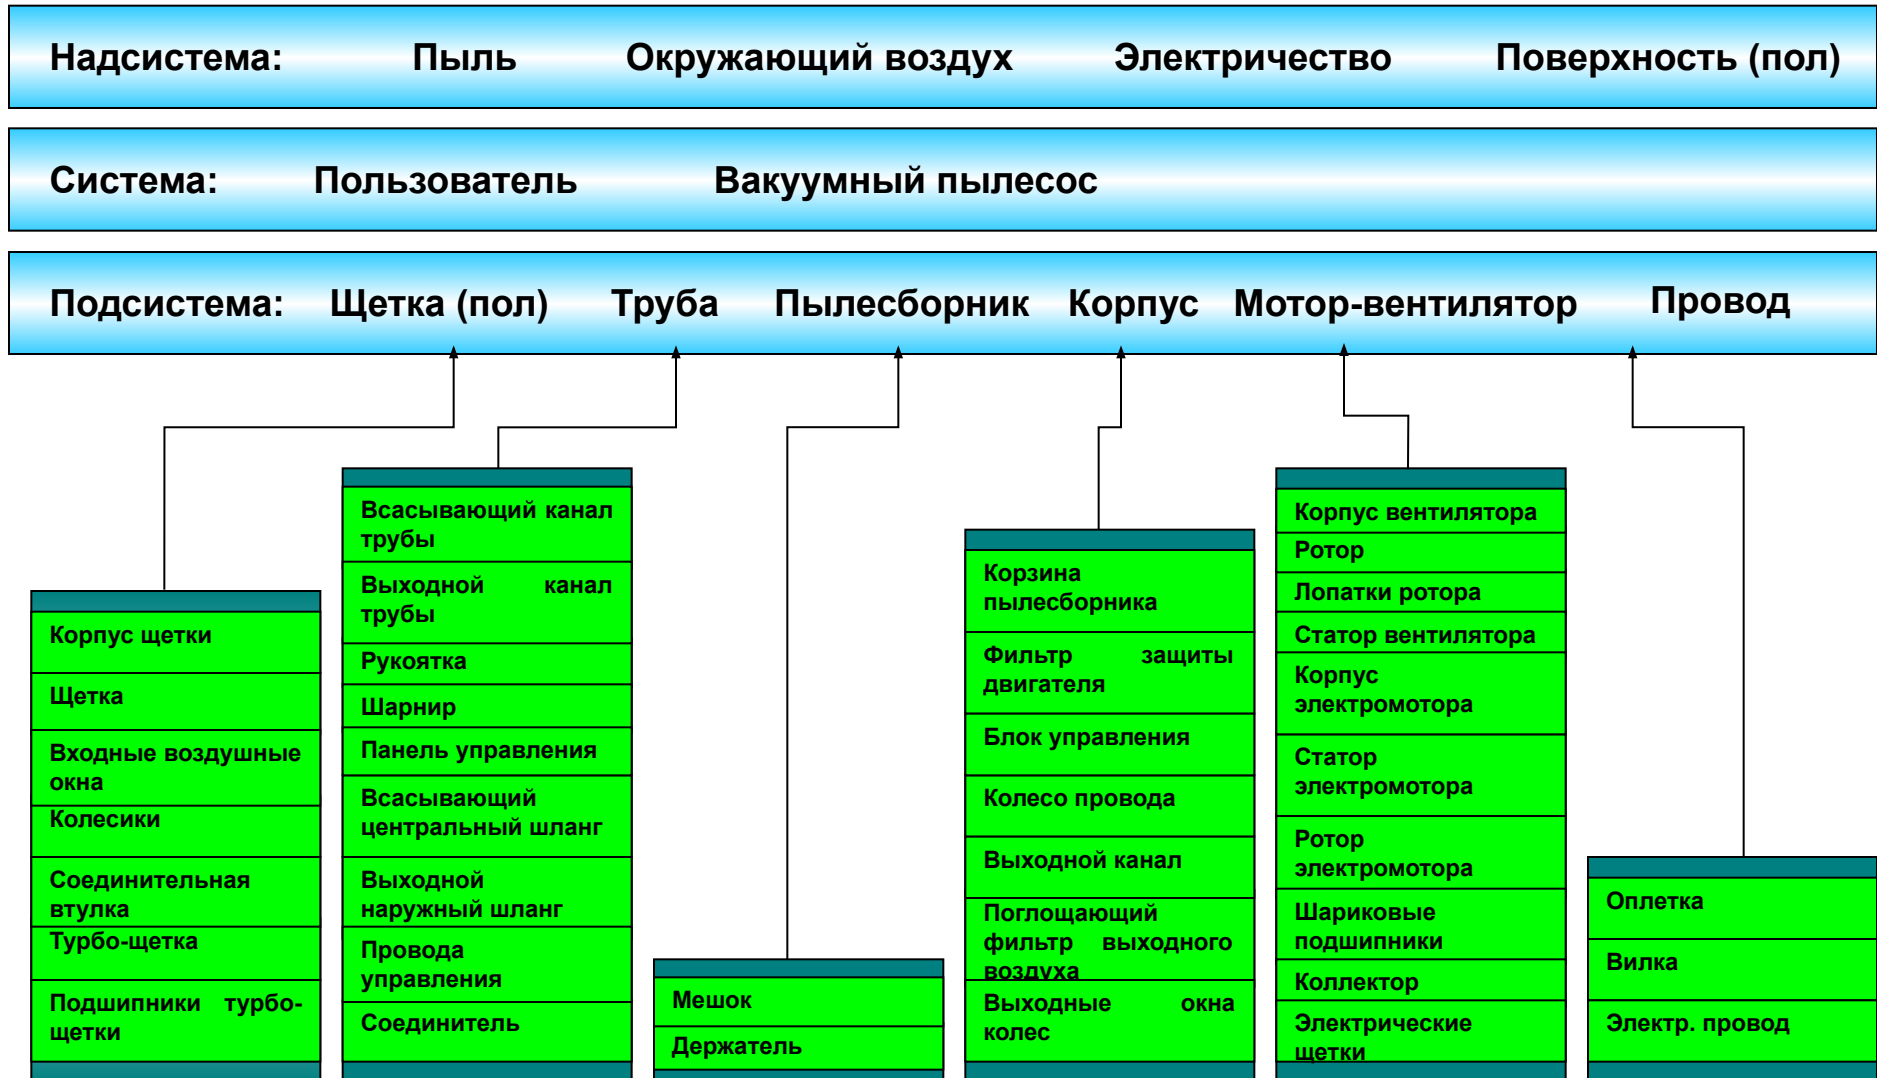 Надсистема: Пыль Окружающий воздух Электричество Поверхность (пол)
Система: Пользователь Вакуумный пылесос
Подсистема: Щетка (пол) Труба Пылесборник Корпус Мотор-вентилятор Провод
Корпус щетки
Щетка
Входные воздушные
окна
Колесики
Соединительная
втулка
Турбо-щетка
Подшипники турбо-
щетки
Всасывающий канал
трубы
Выходной канал
трубы
Рукоятка
Шарнир
Панель управления
Всасывающий
центральный шланг
Выходной
наружный шланг
Провода
управления
Соединитель
Мешок
Держатель
Корзина
пылесборника
Фильтр защиты
двигателя
Блок управления
Колесо провода
Выходной канал
Поглощающий
фильтр выходного
воздуха
Выходные окна
колес
Корпус вентилятора
Ротор
Лопатки ротора
Статор вентилятора
Корпус
электромотора
Статор
электромотора
Ротор
электромотора
Шариковые
подшипники
Коллектор
Электрические
щетки
Оплетка
Вилка
Электр. провод